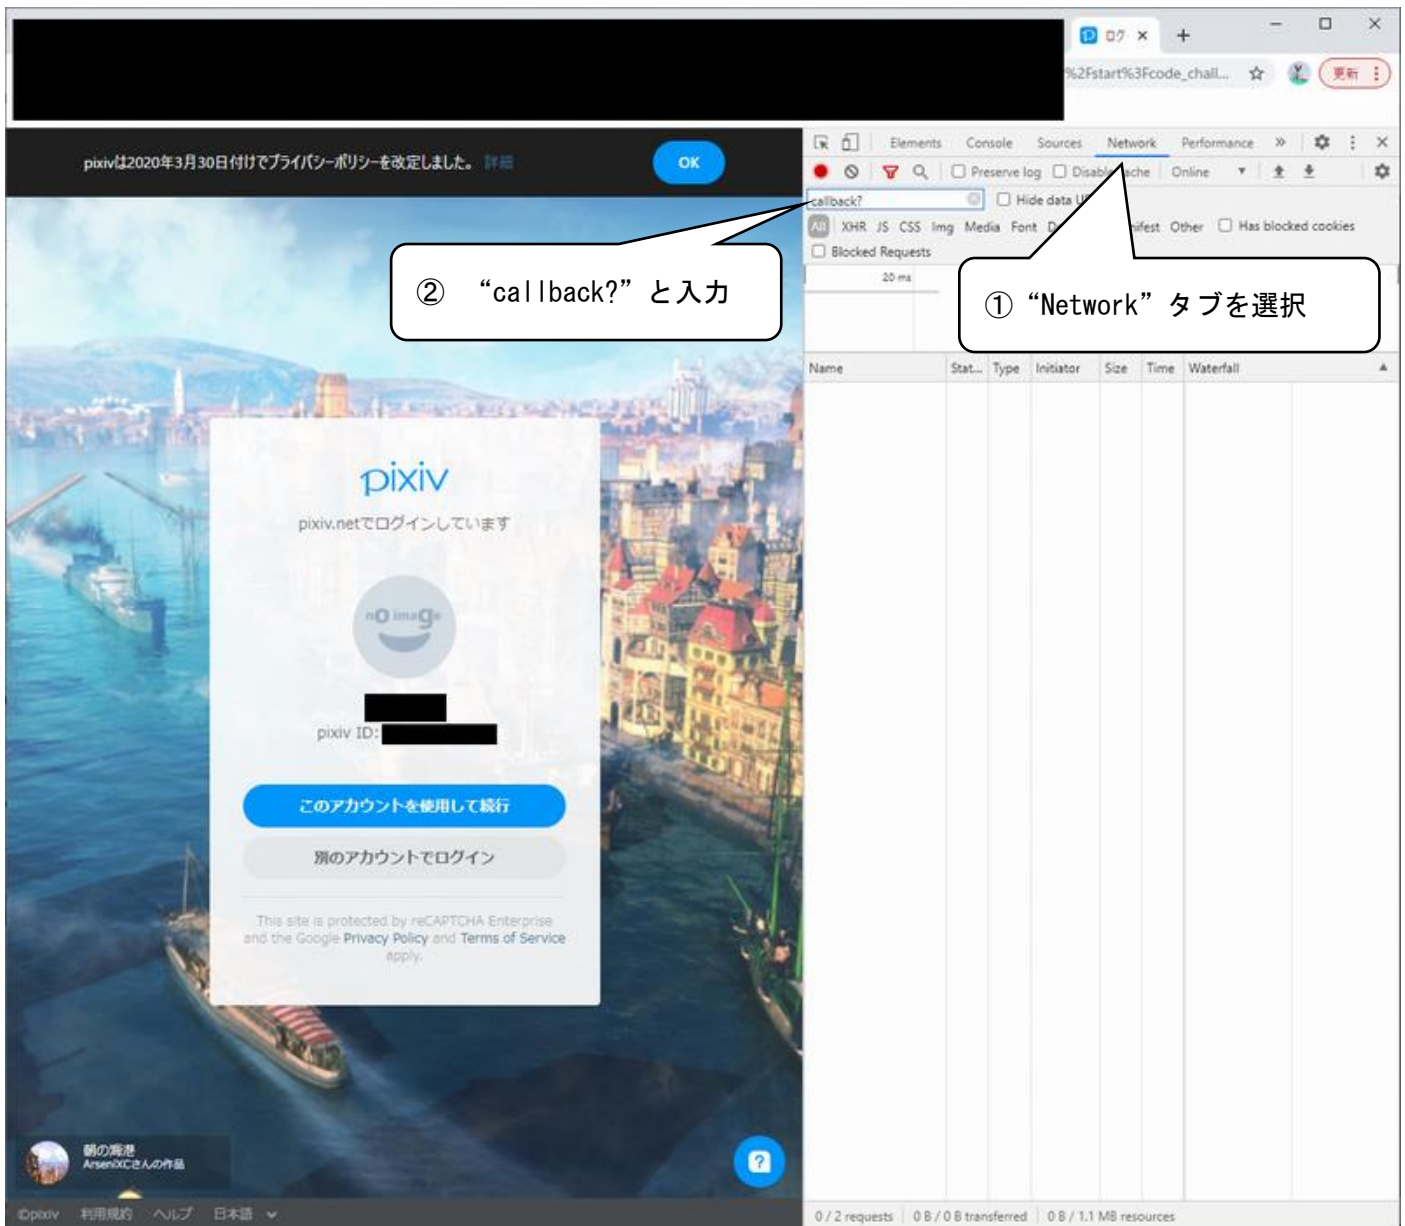 ログ
%2Fstart%3Fcode_chall...
更新
pixivは2020年3月30日付けでプライバシーポリシーを改定しました。 詳細
OK
Elements Console Sources Network Performance
Preserve log Disable cache Online
callback?
Hide data U
All XHR JS CSS Img Media Font D nifest Other Has blocked cookies
Blocked Requests
20 ms
② “callback?” と入力
① “Network” タブを選択
Name Stat... Type Initiator Size Time Waterfall
pixiv
pixiv.netでログインしています
no image
pixiv ID:
このアカウントを使用して続行
別のアカウントでログイン
This site is protected by reCAPTCHA Enterprise
and the Google Privacy Policy and Terms of Service
apply.
朝の海港
ArseniXCさんの作品
©pixiv 利用規約 ヘルプ 日本語
0 / 2 requests 0 B / 0 B transferred 0 B / 1.1 MB resources